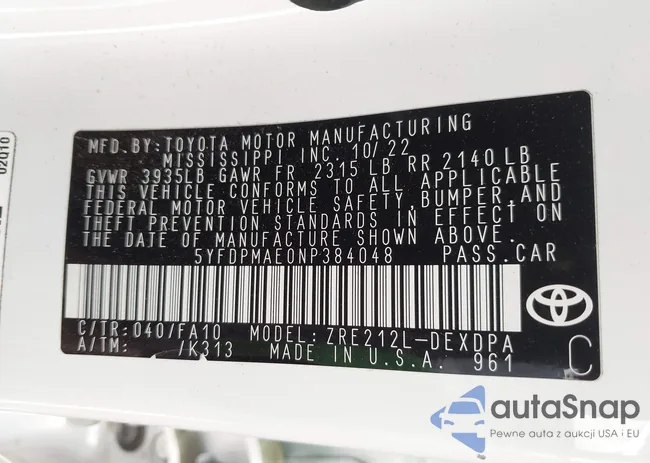 MFD.BY:TOYOTA MOTOR MANUFACTURING
MISSISSIPPI INC. 10/22
GVWR 3935LB GAWR FR 2315LB RR 2140LB
THIS VEHICLE CONFORMS TO ALL APPLICABLE
FEDERAL MOTOR VEHICLE SAFETY,BUMPER,AND
THEFT PREVENTION STANDARDS IN EFFECT ON
THE DATE OF MANUFACTURE SHOWN ABOVE.
5YFDPMAE0NP384048 PASS.CAR
C/TR:040/FA10 MODEL:ZRE212L-DEXDPA
A/TM: /K313 MADE IN U.S.A. 961 C
02010
autoSnap
Pewne auta z aukcji USA i EU